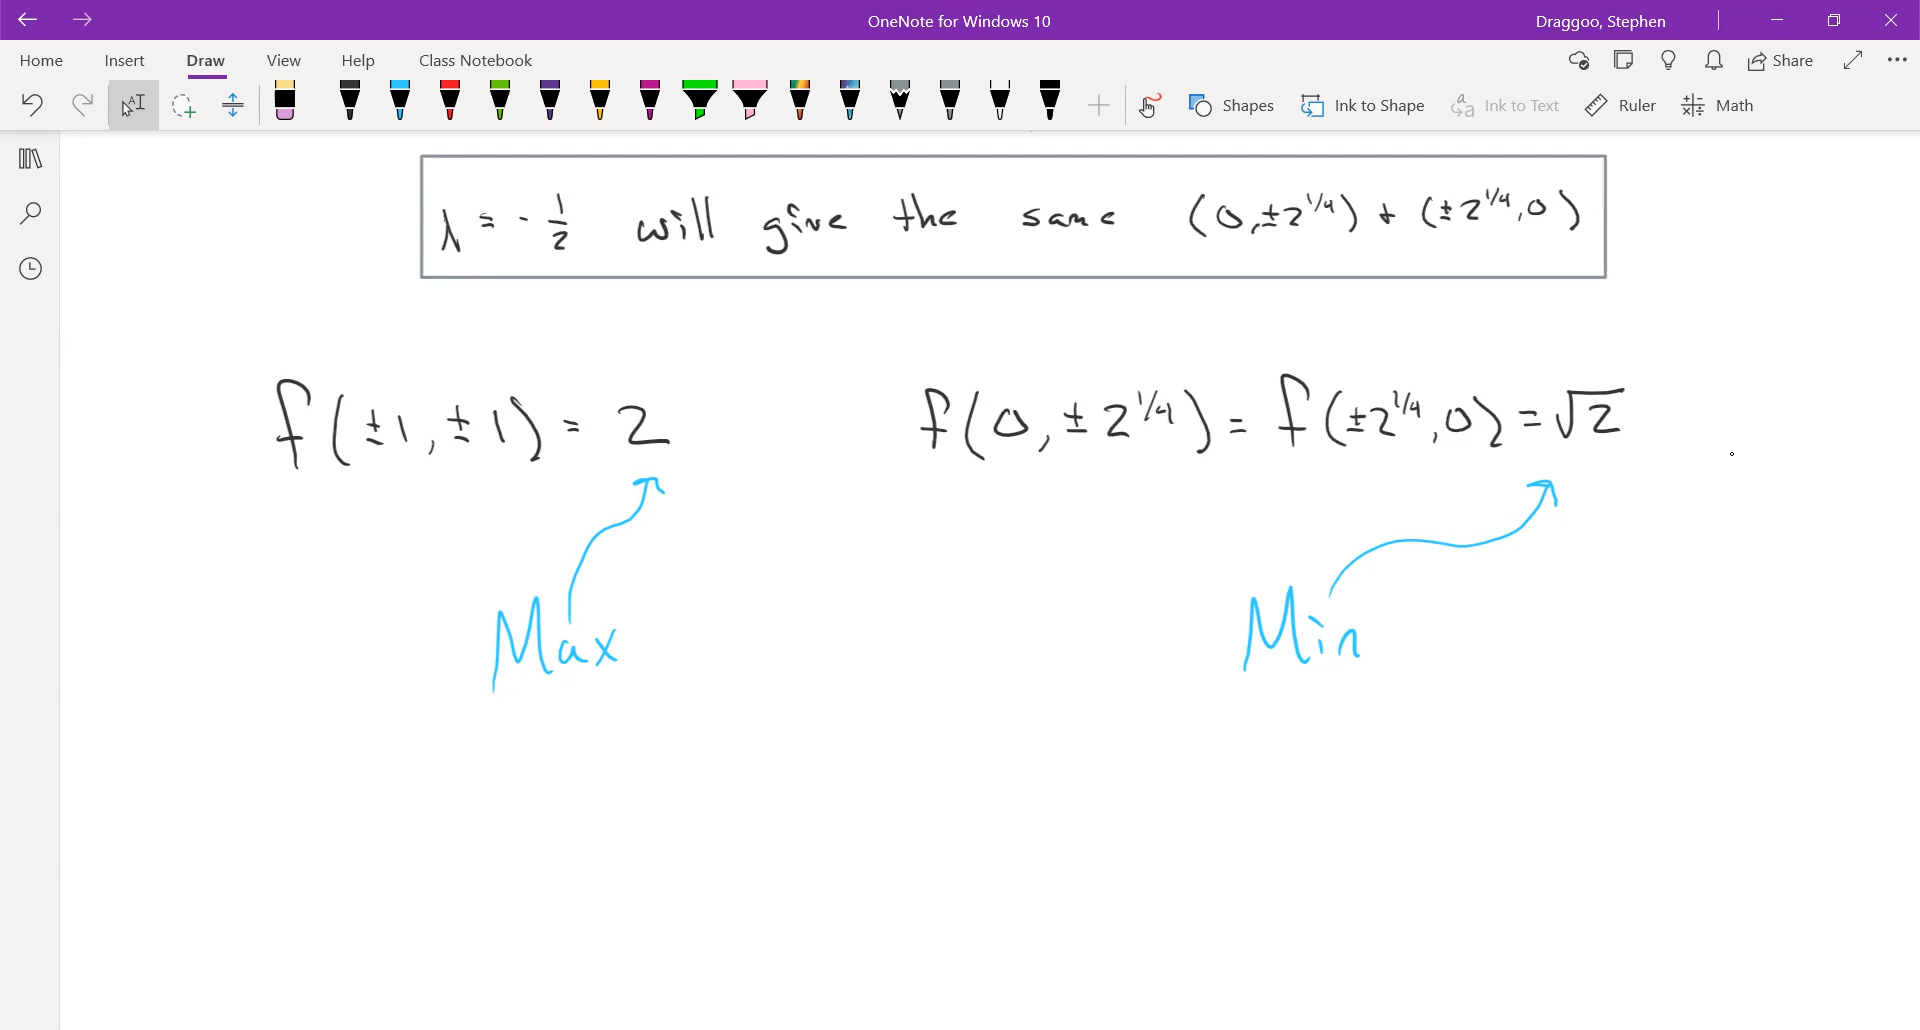 OneNote for Windows 10
Draggoo, Stephen
Home Insert Draw View Help Class Notebook
Share
Shapes Ink to Shape Ink to Text Ruler Math
λ = - 1/2 will give the same (0, ±2^{1/4}) + (±2^{1/4}, 0)
f(±1, ±1) = 2
f(0, ±2^{1/4}) = f(±2^{1/4}, 0) = √2
Max
Min